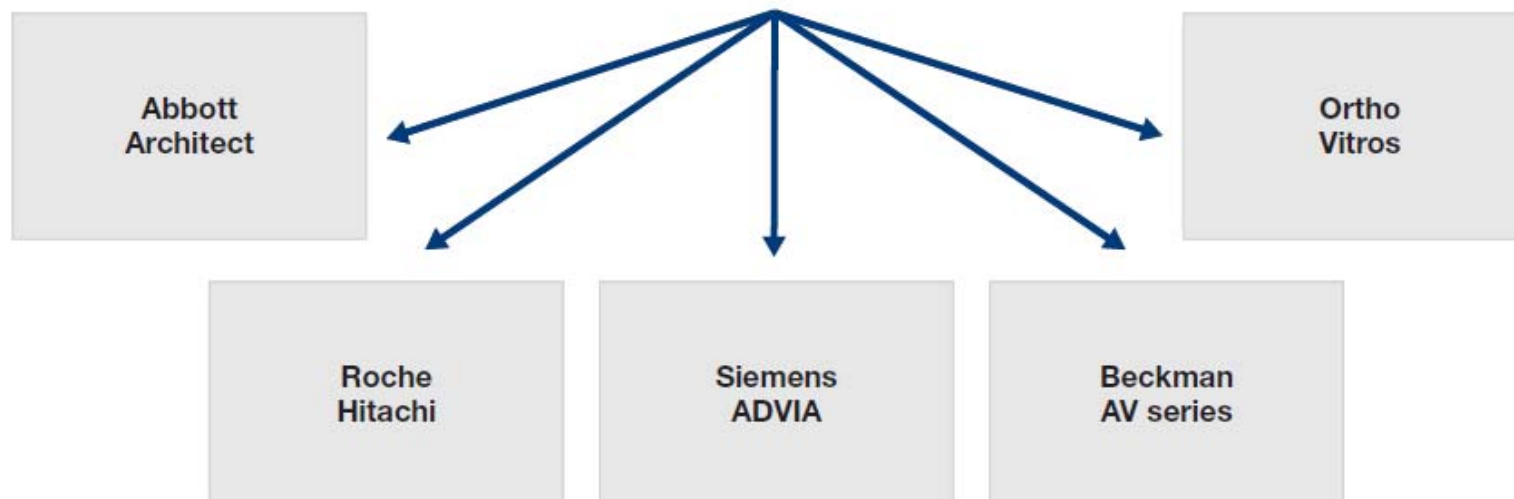 Abbott
Architect
Ortho
Vitros
Roche
Hitachi
Siemens
ADVIA
Beckman
AV series